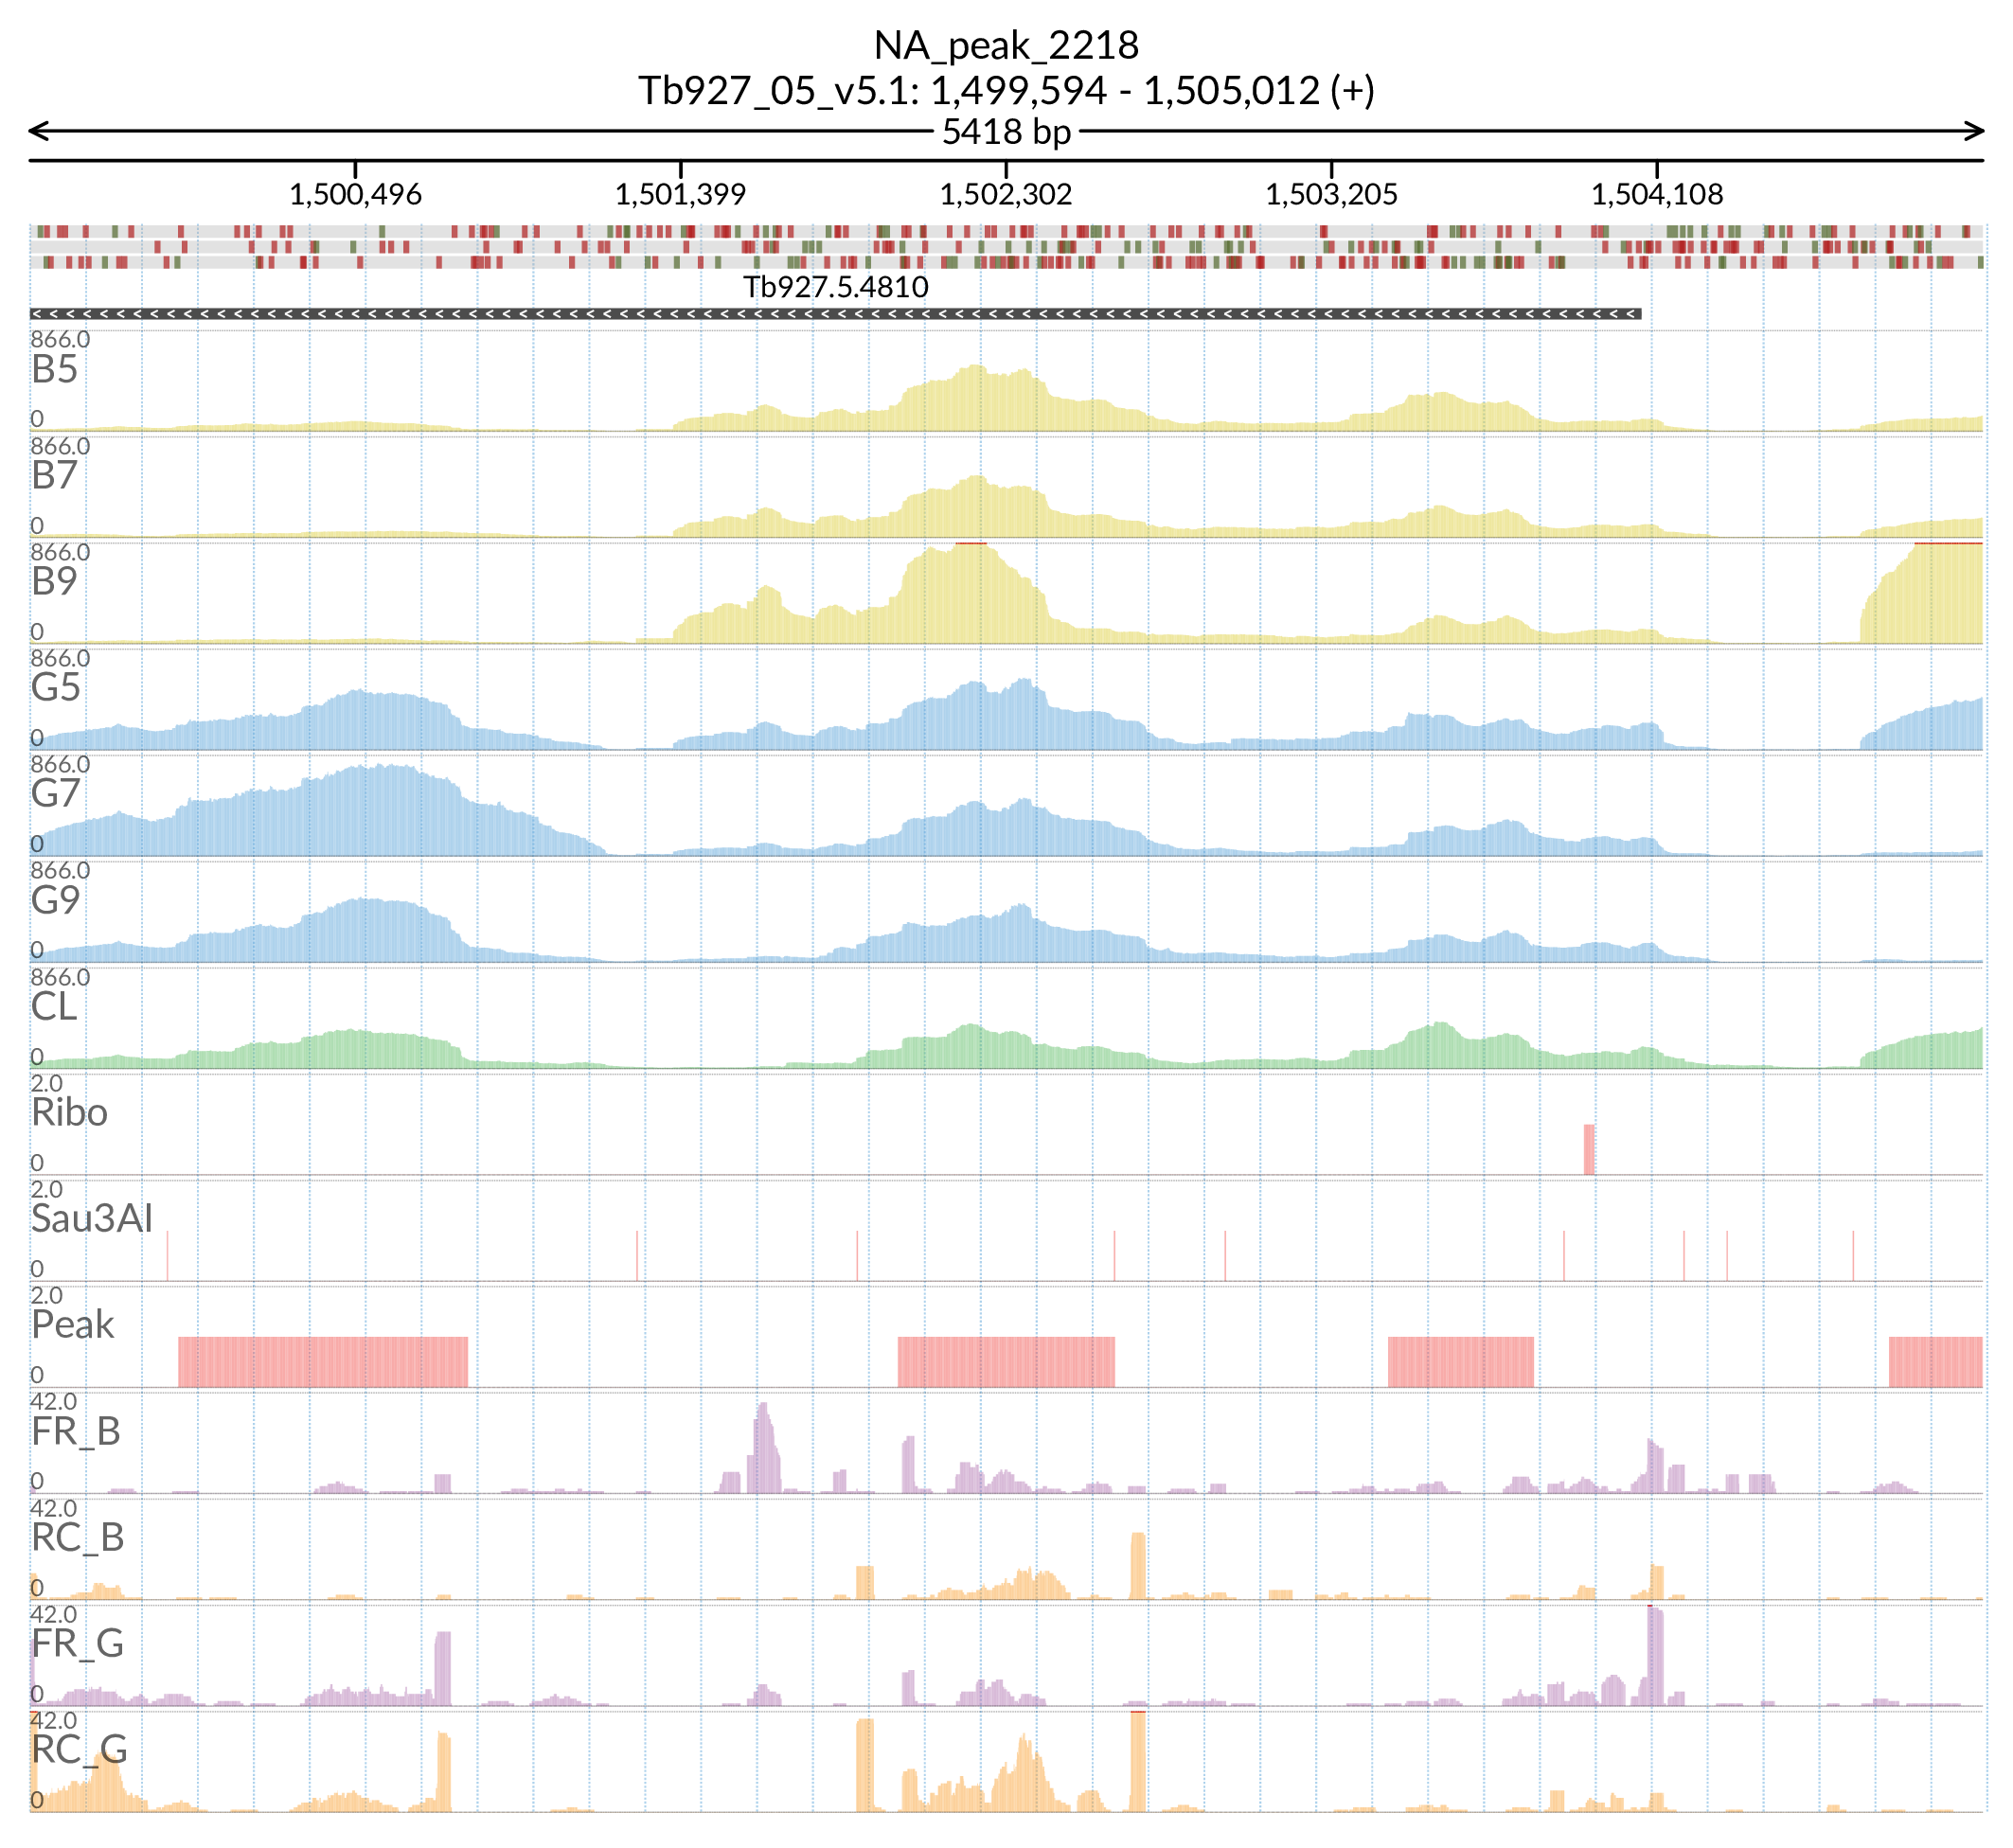 NA_peak_2218
Tb927_05_v5.1: 1,499,594 - 1,505,012 (+)
5418 bp
1,500,496 1,501,399 1,502,302 1,503,205 1,504,108
Tb927.5.4810
866.0
B5
0
866.0
B7
0
866.0
B9
0
866.0
G5
0
866.0
G7
0
866.0
G9
0
866.0
CL
0
2.0
Ribo
0
2.0
Sau3AI
0
2.0
Peak
0
42.0
FR_B
0
42.0
RC_B
0
42.0
FR_G
0
42.0
RC_G
0